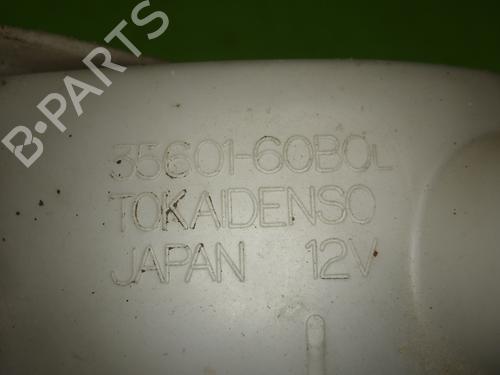 B-PARTS
35601-60B0L
TOKAIDENSO
JAPAN 12V